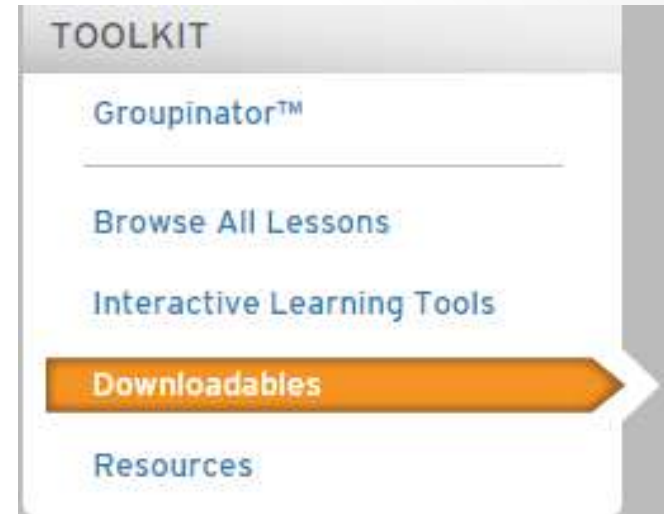 TOOLKIT
Groupinator™
Browse All Lessons
Interactive Learning Tools
Downloadables
Resources